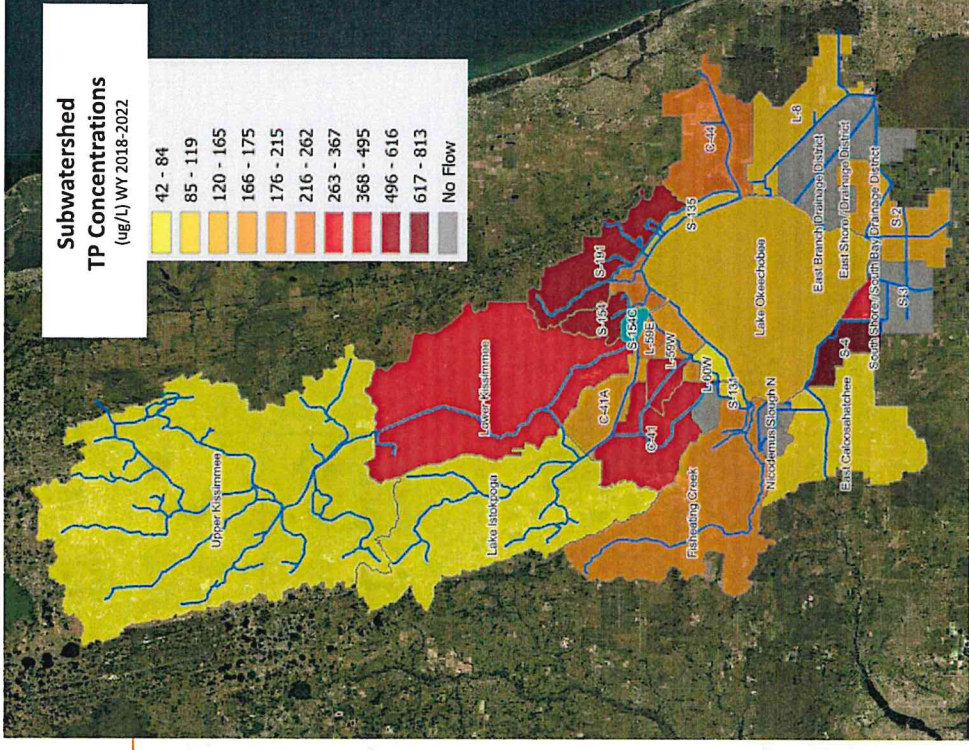 Subwatershed
TP Concentrations
(ug/L) WY 2018-2022
42 - 84
85 - 119
120 - 165
166 - 175
176 - 215
216 - 262
263 - 367
368 - 495
496 - 616
617 - 813
No Flow
Upper Kissimmee
Lower Kissimmee
Lake Istokpoga
S-191
S-154
S-154C
C-44
S-135
L-59E
C-41A
L-59W
L-8
C-41
L-60W
S-131
Lake Okeechobee
Fisheating Creek
Nicodemus Slough N
East Branch Drainage District
East Shore Drainage District
S-4
East Caloosahatchee
South Shore / South Bay Drainage District
S-2
S-3